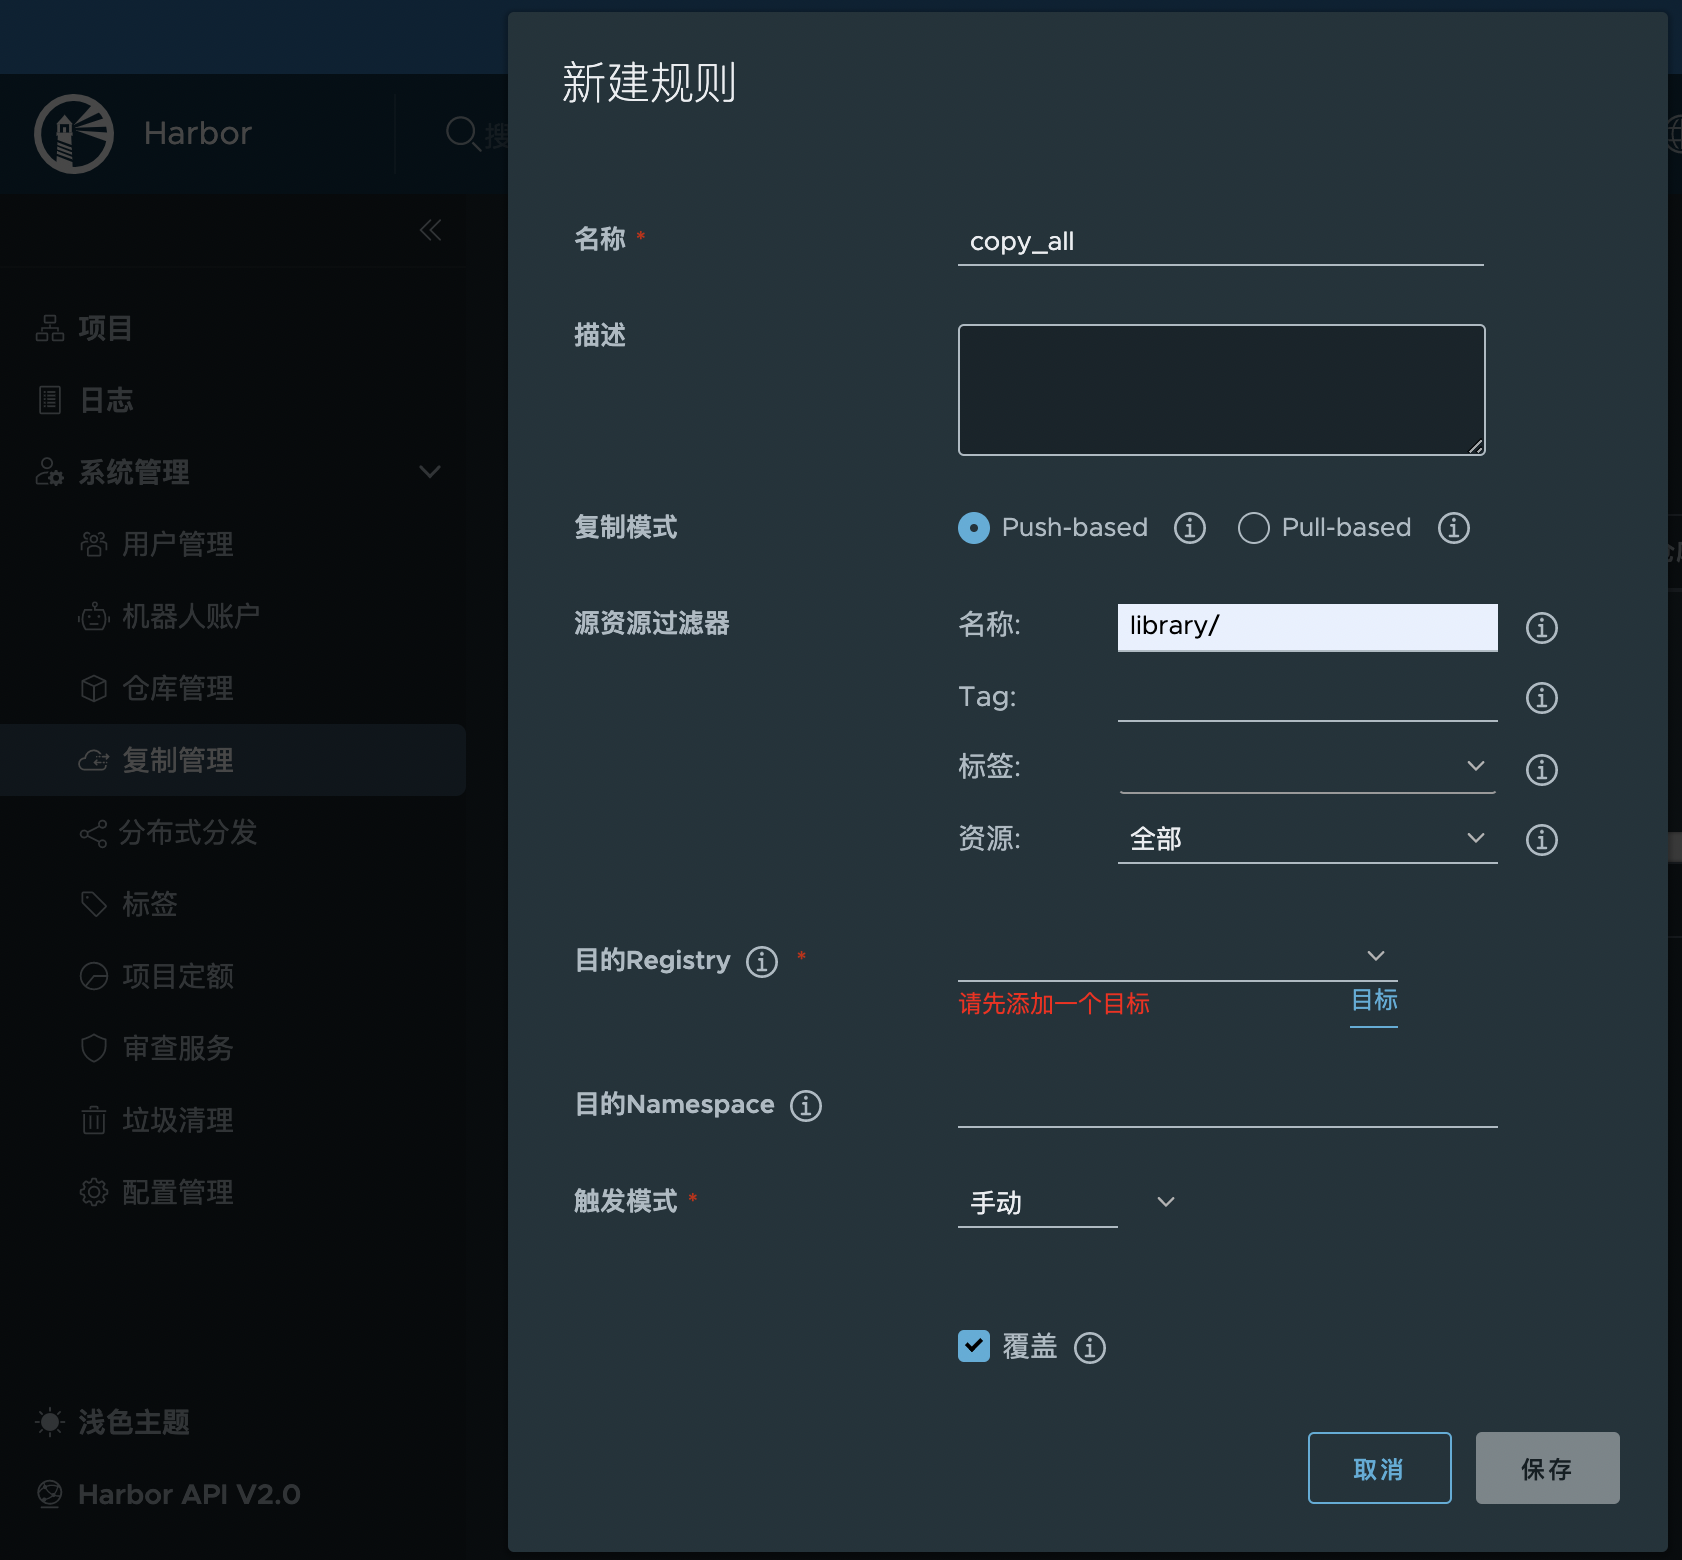 新建规则
Harbor
搜
名称 *
copy_all
描述
复制模式
Push-based
Pull-based
源资源过滤器
名称:
library/
Tag:
标签:
资源:
全部
目的Registry *
请先添加一个目标
目标
目的Namespace
触发模式 *
手动
覆盖
取消
保存
项目
日志
系统管理
用户管理
机器人账户
仓库管理
复制管理
分布式分发
标签
项目定额
审查服务
垃圾清理
配置管理
浅色主题
Harbor API V2.0